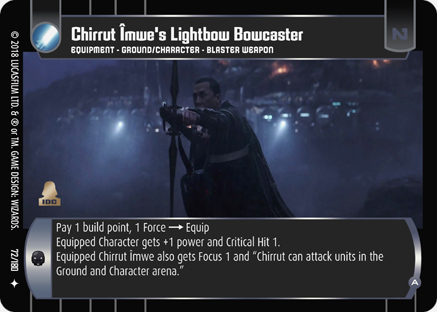 Chirrut Îmwe's Lightbow Bowcaster
N
EQUIPMENT - GROUND/CHARACTER - BLASTER WEAPON
© 2018 LUCASFILM LTD. & ® OR TM. GAME DESIGN: WIZARDS.
IDC
72/180
Pay 1 build point, 1 Force → Equip
Equipped Character gets +1 power and Critical Hit 1.
Equipped Chirrut Îmwe also gets Focus 1 and “Chirrut can attack units in the
Ground and Character arena.”
A